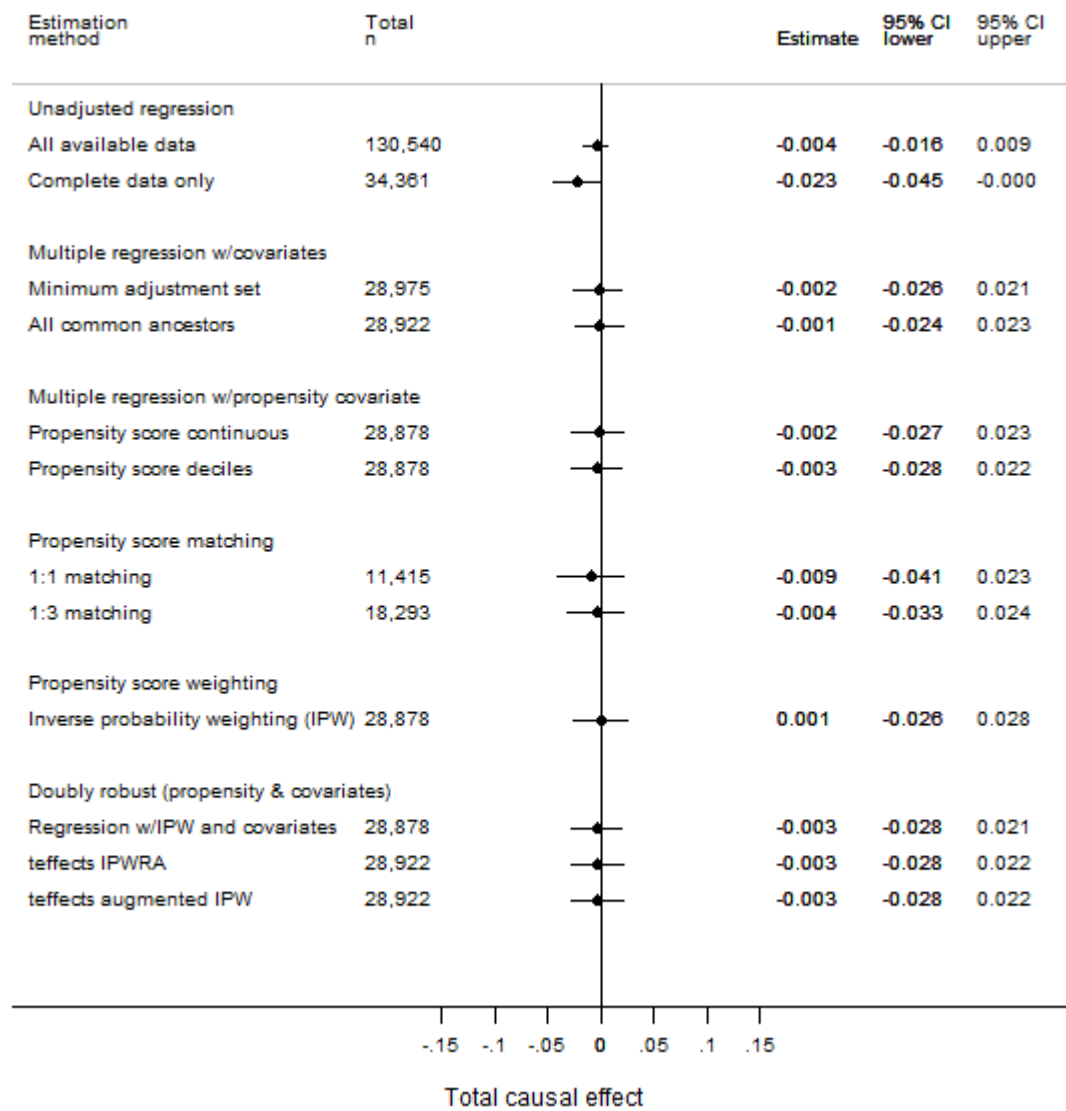 Estimation method Total n Estimate 95% CI lower 95% CI upper
Unadjusted regression
All available data 130,540 -0.004 -0.016 0.009
Complete data only 34,361 -0.023 -0.045 -0.000
Multiple regression w/covariates
Minimum adjustment set 28,975 -0.002 -0.026 0.021
All common ancestors 28,922 -0.001 -0.024 0.023
Multiple regression w/propensity covariate
Propensity score continuous 28,878 -0.002 -0.027 0.023
Propensity score deciles 28,878 -0.003 -0.028 0.022
Propensity score matching
1:1 matching 11,415 -0.009 -0.041 0.023
1:3 matching 18,293 -0.004 -0.033 0.024
Propensity score weighting
Inverse probability weighting (IPW) 28,878 0.001 -0.026 0.028
Doubly robust (propensity & covariates)
Regression w/IPW and covariates 28,878 -0.003 -0.028 0.021
teffects IPWRA 28,922 -0.003 -0.028 0.022
teffects augmented IPW 28,922 -0.003 -0.028 0.022
-.15 -.1 -.05 0 .05 .1 .15
Total causal effect